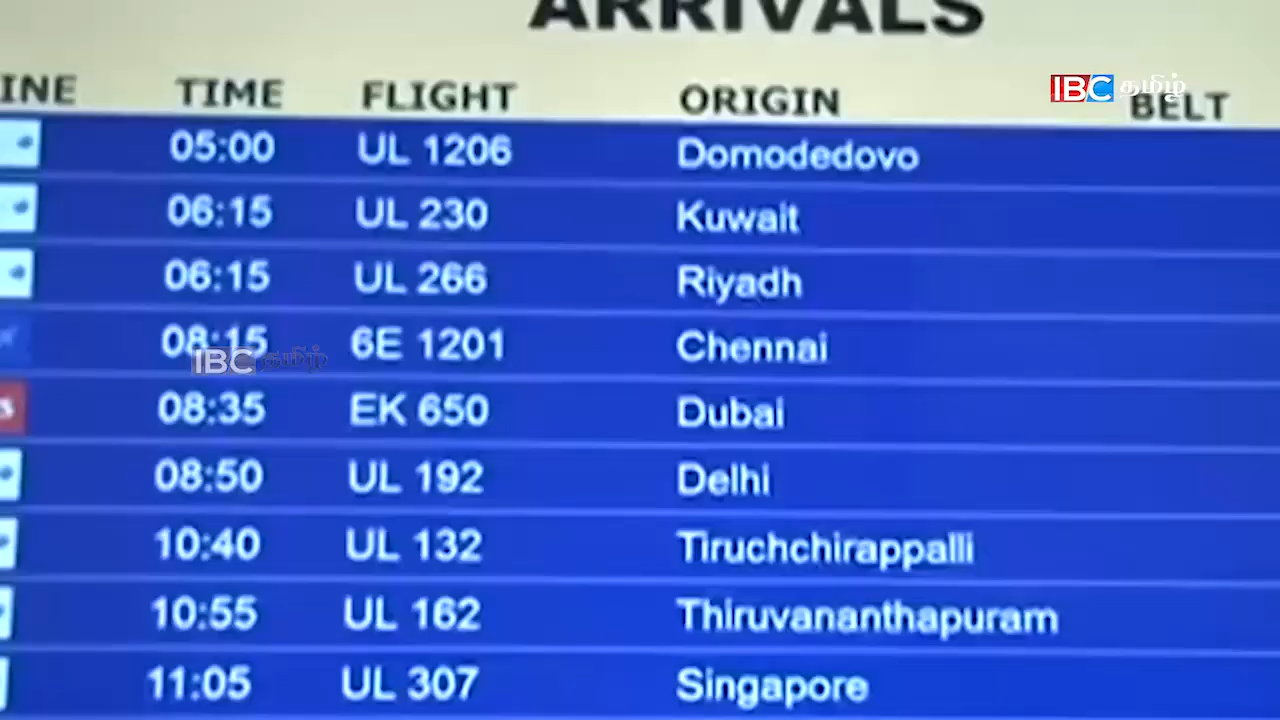 ARRIVALS
INE TIME FLIGHT ORIGIN BELT
IBC தமிழ்
05:00 UL 1206 Domodedovo
06:15 UL 230 Kuwait
06:15 UL 266 Riyadh
08:15 6E 1201 Chennai
IBC தமிழ்
08:35 EK 650 Dubai
08:50 UL 192 Delhi
10:40 UL 132 Tiruchchirappalli
10:55 UL 162 Thiruvananthapuram
11:05 UL 307 Singapore